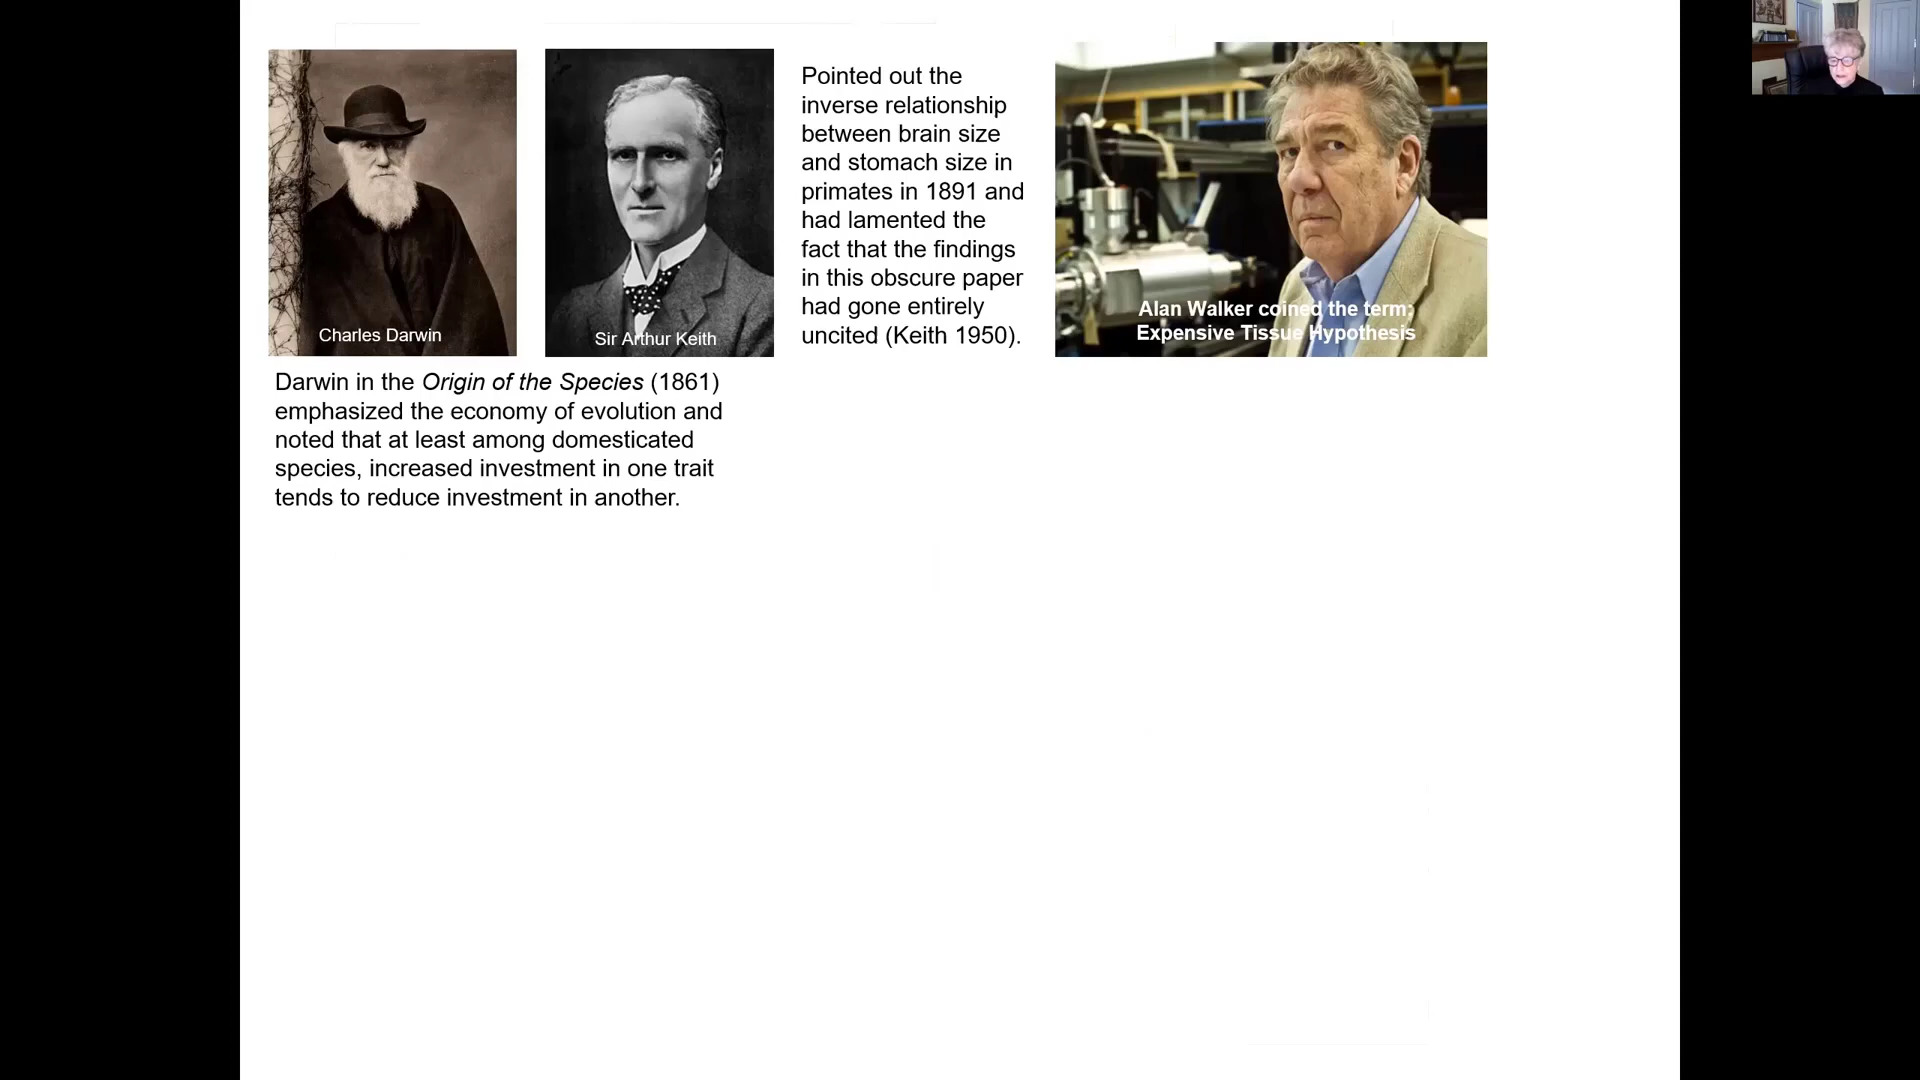 Charles Darwin
Sir Arthur Keith
Pointed out the
inverse relationship
between brain size
and stomach size in
primates in 1891 and
had lamented the
fact that the findings
in this obscure paper
had gone entirely
uncited (Keith 1950).
Alan Walker coined the term:
Expensive Tissue Hypothesis
Darwin in the Origin of the Species (1861)
emphasized the economy of evolution and
noted that at least among domesticated
species, increased investment in one trait
tends to reduce investment in another.